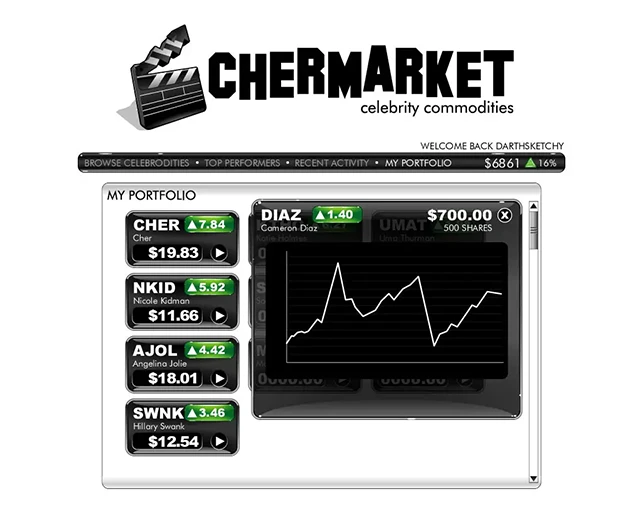 CHERMARKET
celebrity commodities
WELCOME BACK DARTHSKETCHY
BROWSE CELEBRODITIES • TOP PERFORMERS • RECENT ACTIVITY • MY PORTFOLIO $6861 ▲ 16%
MY PORTFOLIO
CHER ▲7.84
Cher
$19.83
NKID ▲5.92
Nicole Kidman
$11.66
AJOL ▲4.42
Angelina Jolie
$18.01
SWNK ▲3.46
Hillary Swank
$12.54
DIAZ ▲1.40 $700.00
Cameron Diaz 500 SHARES
UMAT
Uma Thurman
0000.00
0000.00